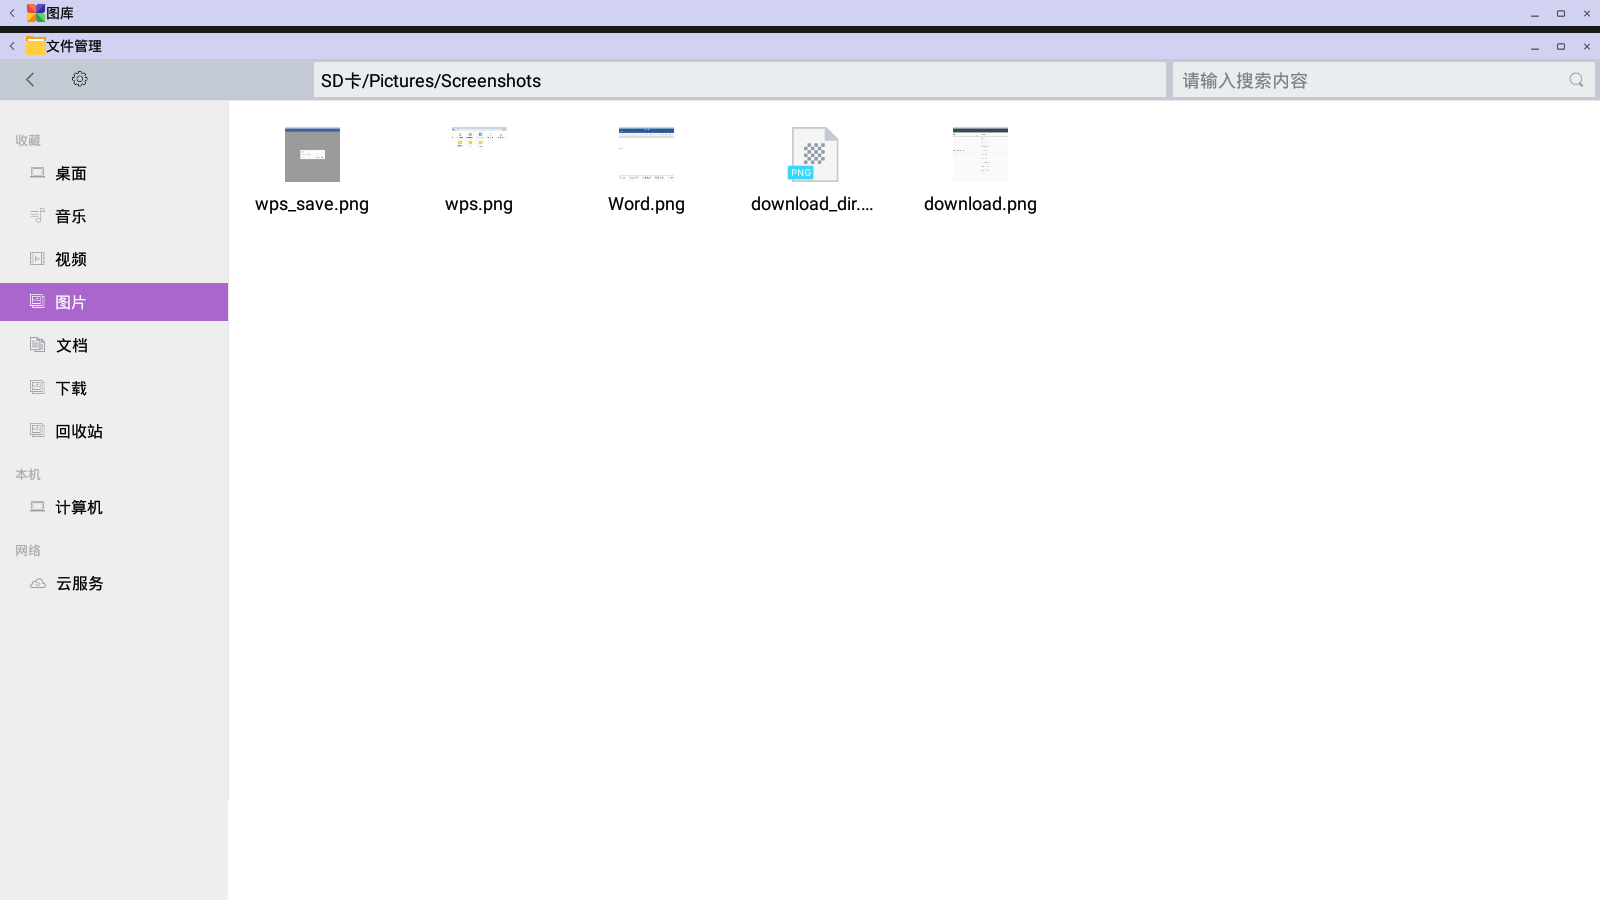 图库
文件管理
SD卡/Pictures/Screenshots
请输入搜索内容
收藏
桌面
音乐
视频
图片
文档
下载
回收站
本机
计算机
网络
云服务
PNG
wps_save.png
wps.png
Word.png
download_dir....
download.png